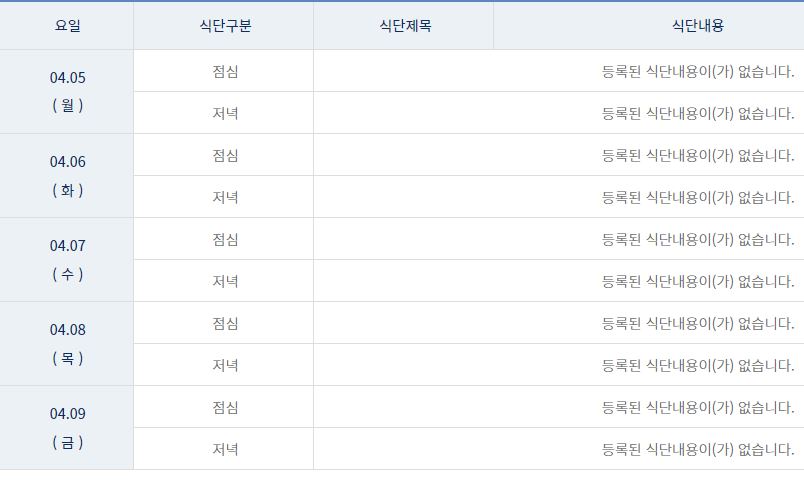 요일 식단구분 식단제목 식단내용
04.05
( 월 )
점심 등록된 식단내용이(가) 없습니다.
저녁 등록된 식단내용이(가) 없습니다.
04.06
( 화 )
점심 등록된 식단내용이(가) 없습니다.
저녁 등록된 식단내용이(가) 없습니다.
04.07
( 수 )
점심 등록된 식단내용이(가) 없습니다.
저녁 등록된 식단내용이(가) 없습니다.
04.08
( 목 )
점심 등록된 식단내용이(가) 없습니다.
저녁 등록된 식단내용이(가) 없습니다.
04.09
( 금 )
점심 등록된 식단내용이(가) 없습니다.
저녁 등록된 식단내용이(가) 없습니다.